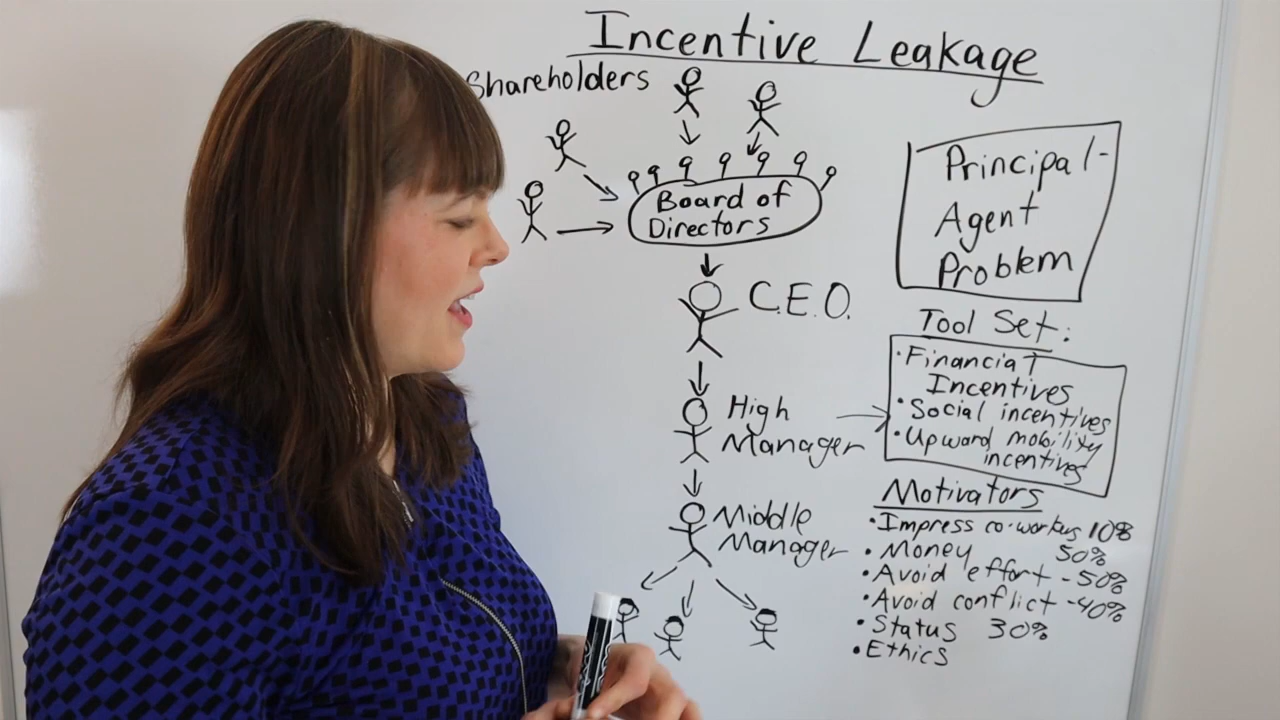 Incentive Leakage
Shareholders
Board of
Directors
C.E.O.
High
Manager
Middle
Manager
Principal-
Agent
Problem
Tool Set:
• Financial
Incentives
• Social incentives
• Upward mobility
incentives
Motivators
• Impress co-workers 10%
• Money 50%
• Avoid effort -50%
• Avoid conflict -40%
• Status 30%
• Ethics